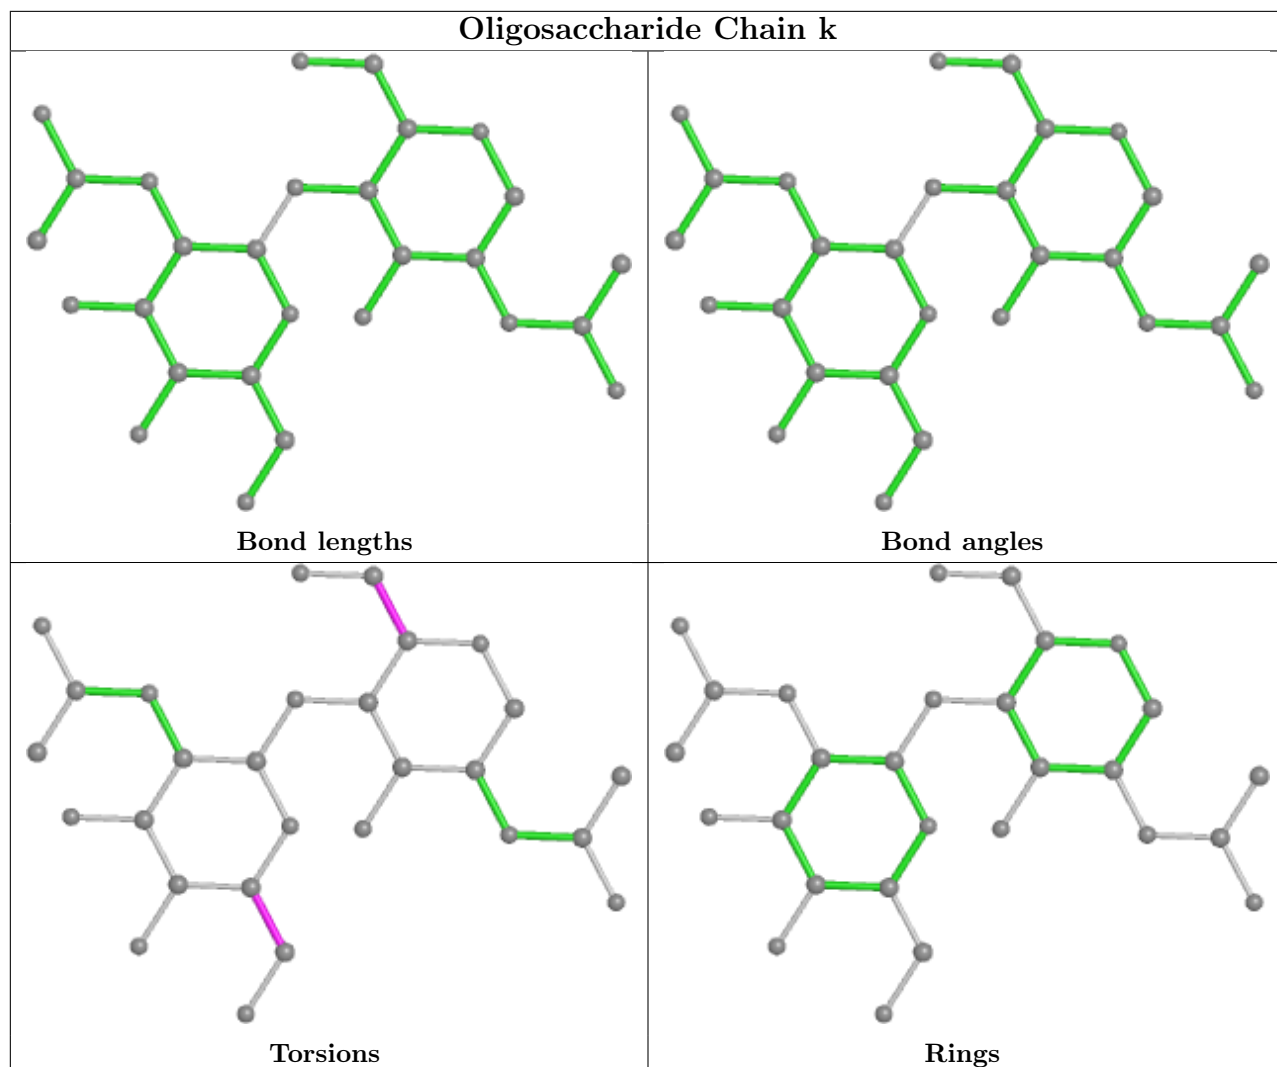 Oligosaccharide Chain k
Bond lengths
Bond angles
Torsions
Rings